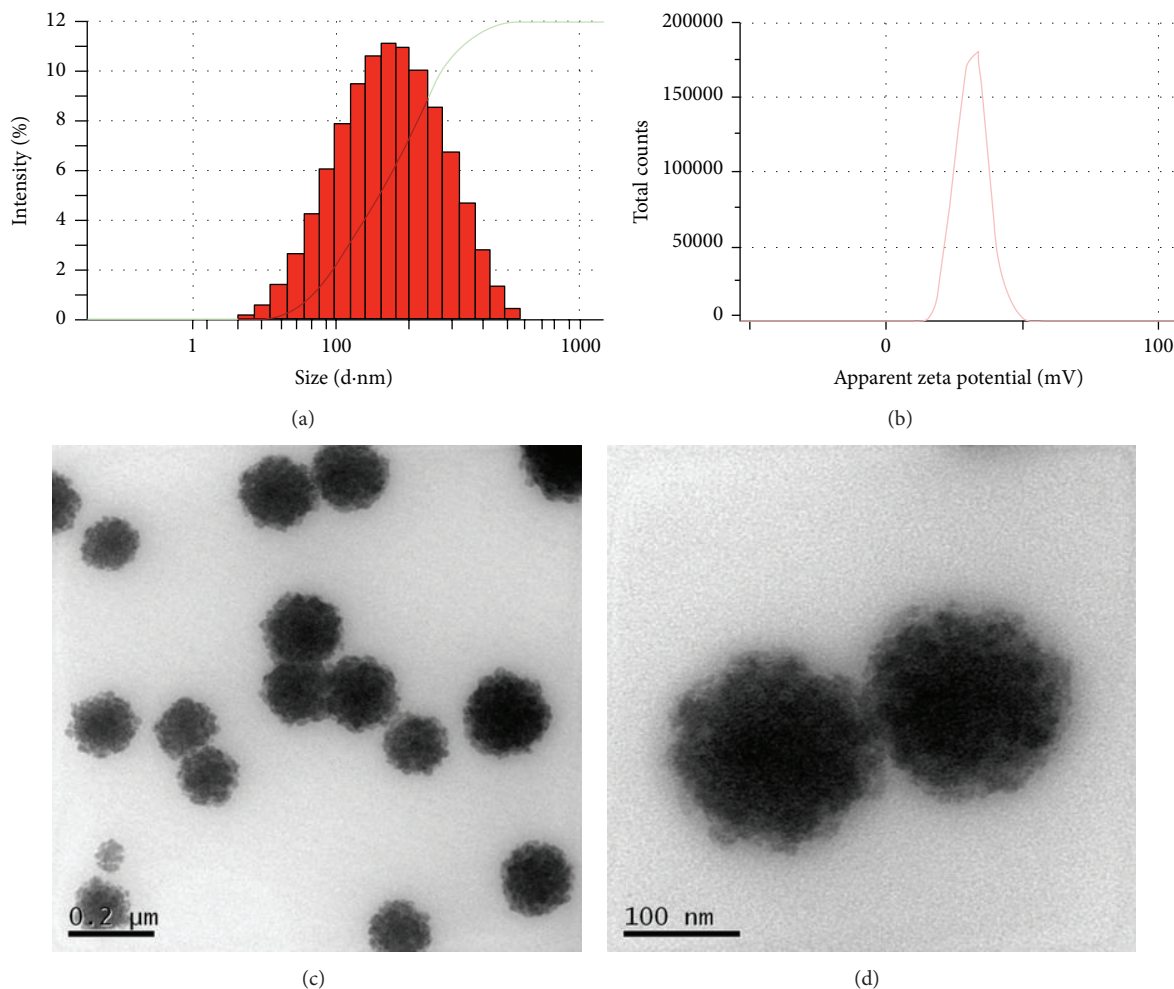 12
10
8
6
4
2
0
Intensity (%)
1 100 1000
Size (d·nm)
(a)
200000
150000
100000
50000
0
Total counts
0 100
Apparent zeta potential (mV)
(b)
0.2 µm
(c)
100 nm
(d)